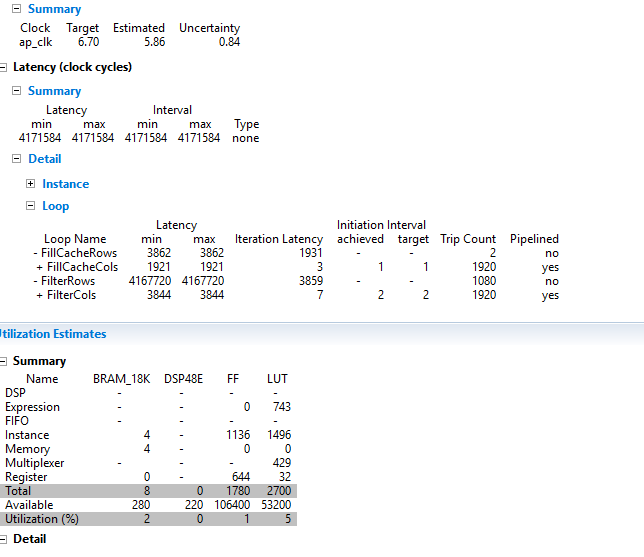 Summary
Clock Target Estimated Uncertainty
ap_clk 6.70 5.86 0.84
Latency (clock cycles)
Summary
Latency Interval
min max min max Type
4171584 4171584 4171584 4171584 none
Detail
Instance
Loop
Latency Initiation Interval
Loop Name min max Iteration Latency achieved target Trip Count Pipelined
- FillCacheRows 3862 3862 1931 - - 2 no
+ FillCacheCols 1921 1921 3 1 1 1920 yes
- FilterRows 4167720 4167720 3859 - - 1080 no
+ FilterCols 3844 3844 7 2 2 1920 yes
Utilization Estimates
Summary
Name BRAM_18K DSP48E FF LUT
DSP - - - -
Expression - - 0 743
FIFO - - - -
Instance 4 - 1136 1496
Memory 4 - 0 0
Multiplexer - - - 429
Register 0 - 644 32
Total 8 0 1780 2700
Available 280 220 106400 53200
Utilization (%) 2 0 1 5
Detail